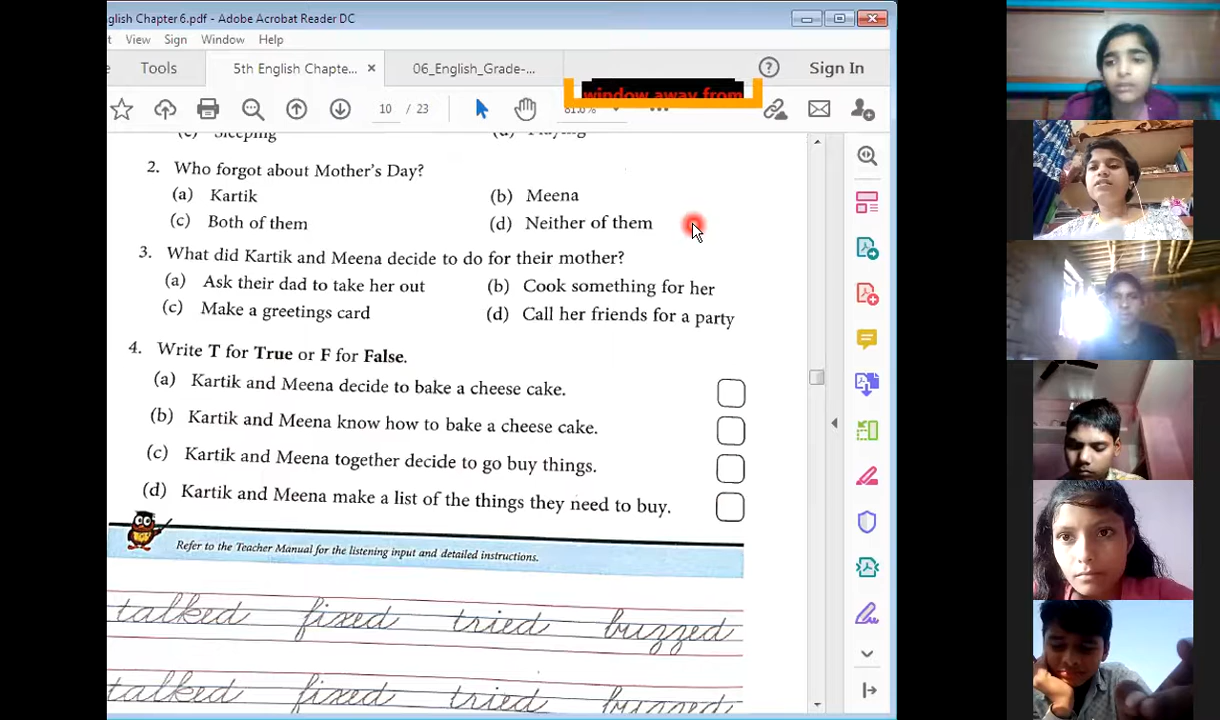 glish Chapter 6.pdf - Adobe Acrobat Reader DC
View Sign Window Help
Tools 5th English Chapte... × 06_English_Grade-... ? Sign In
window away from
10 / 23
(c) Sleeping (d) Playing
2. Who forgot about Mother's Day?
(a) Kartik (b) Meena
(c) Both of them (d) Neither of them
3. What did Kartik and Meena decide to do for their mother?
(a) Ask their dad to take her out (b) Cook something for her
(c) Make a greetings card (d) Call her friends for a party
4. Write T for True or F for False.
(a) Kartik and Meena decide to bake a cheese cake.
(b) Kartik and Meena know how to bake a cheese cake.
(c) Kartik and Meena together decide to go buy things.
(d) Kartik and Meena make a list of the things they need to buy.
Refer to the Teacher Manual for the listening input and detailed instructions.
talked fixed tried buzzed
talked fixed tried buzzed